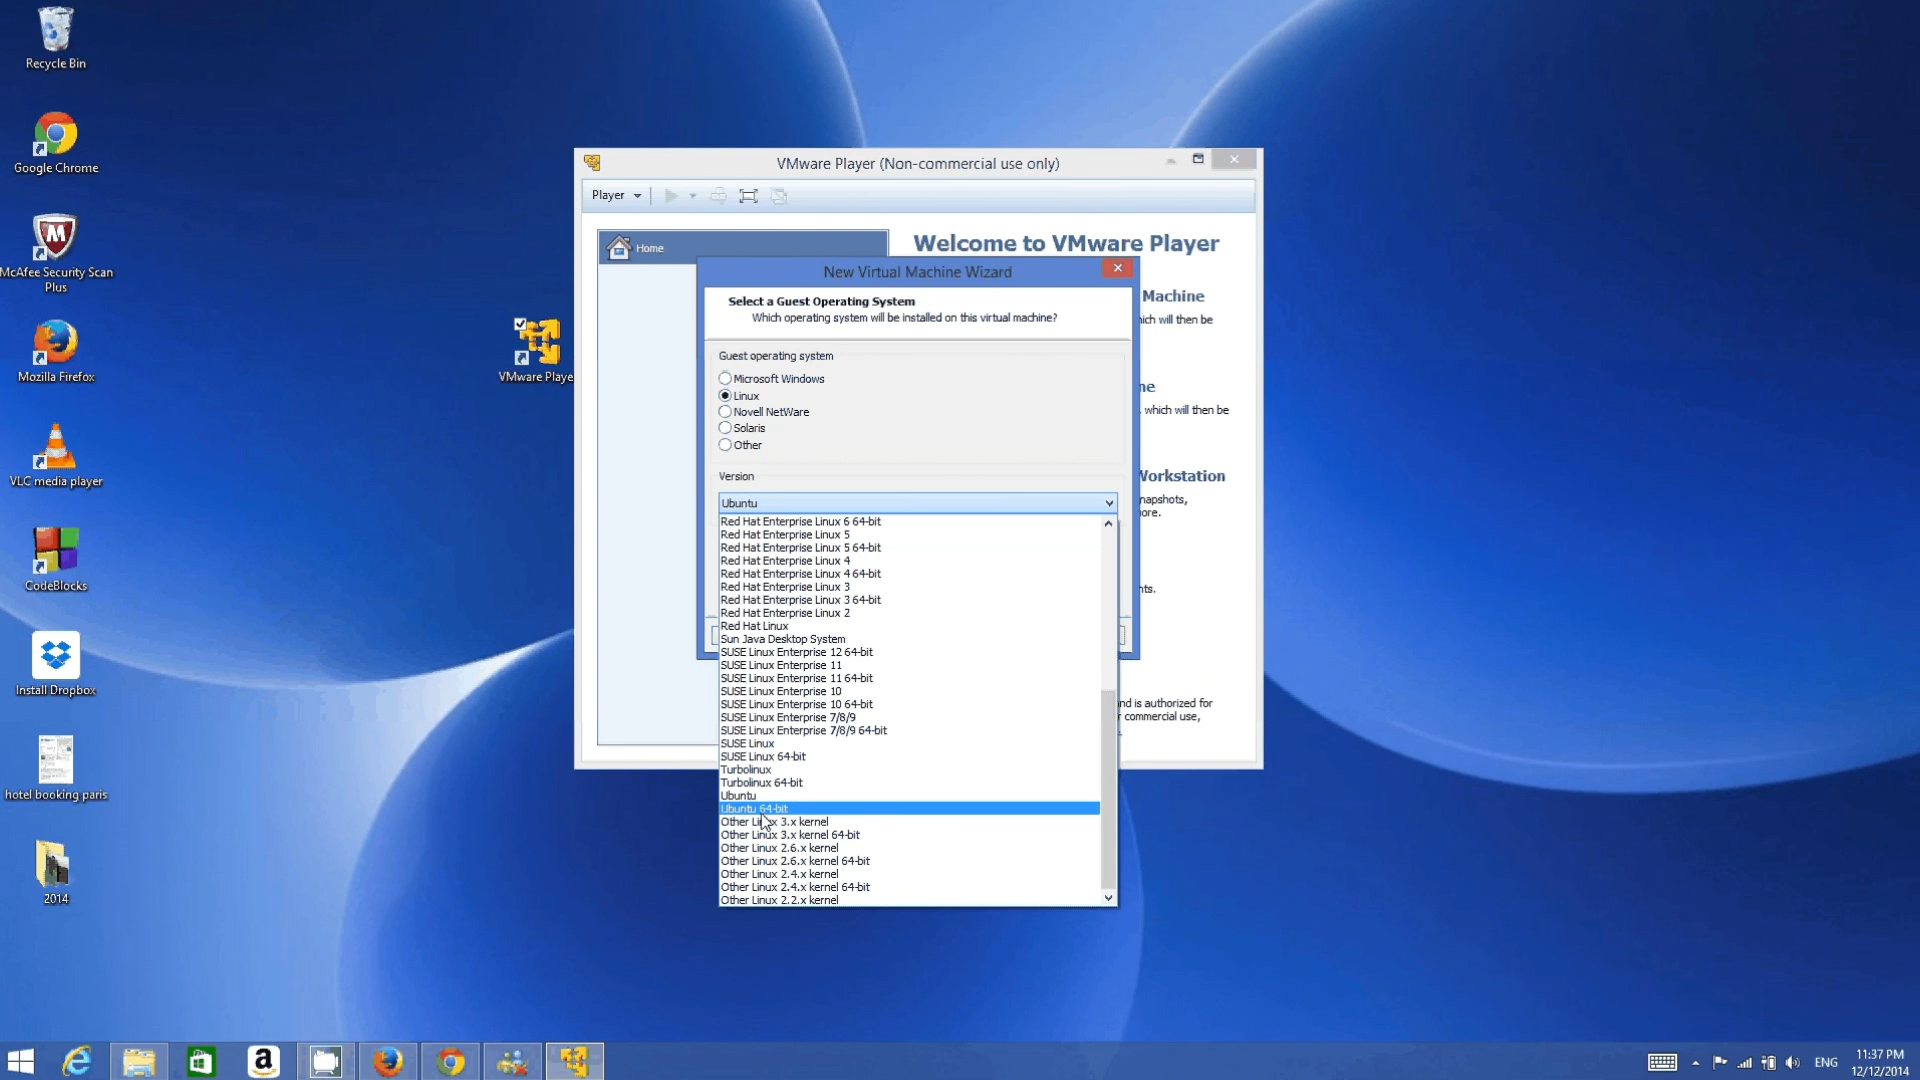 Recycle Bin
Google Chrome
McAfee Security Scan
Plus
Mozilla Firefox
VLC media player
CodeBlocks
Install Dropbox
hotel booking paris
2014
VMware Playe
VMware Player (Non-commercial use only)
Player
Home
Welcome to VMware Player
Machine
hich will then be
ne
, which will then be
Workstation
napshots,
ore.
nts.
nd is authorized for
r commercial use,
New Virtual Machine Wizard
Select a Guest Operating System
Which operating system will be installed on this virtual machine?
Guest operating system
Microsoft Windows
Linux
Novell NetWare
Solaris
Other
Version
Ubuntu
Red Hat Enterprise Linux 6 64-bit
Red Hat Enterprise Linux 5
Red Hat Enterprise Linux 5 64-bit
Red Hat Enterprise Linux 4
Red Hat Enterprise Linux 4 64-bit
Red Hat Enterprise Linux 3
Red Hat Enterprise Linux 3 64-bit
Red Hat Enterprise Linux 2
Red Hat Linux
Sun Java Desktop System
SUSE Linux Enterprise 12 64-bit
SUSE Linux Enterprise 11
SUSE Linux Enterprise 11 64-bit
SUSE Linux Enterprise 10
SUSE Linux Enterprise 10 64-bit
SUSE Linux Enterprise 7/8/9
SUSE Linux Enterprise 7/8/9 64-bit
SUSE Linux
SUSE Linux 64-bit
Turbolinux
Turbolinux 64-bit
Ubuntu
Ubuntu 64-bit
Other Linux 3.x kernel
Other Linux 3.x kernel 64-bit
Other Linux 2.6.x kernel
Other Linux 2.6.x kernel 64-bit
Other Linux 2.4.x kernel
Other Linux 2.4.x kernel 64-bit
Other Linux 2.2.x kernel
ENG
11:37 PM
12/12/2014